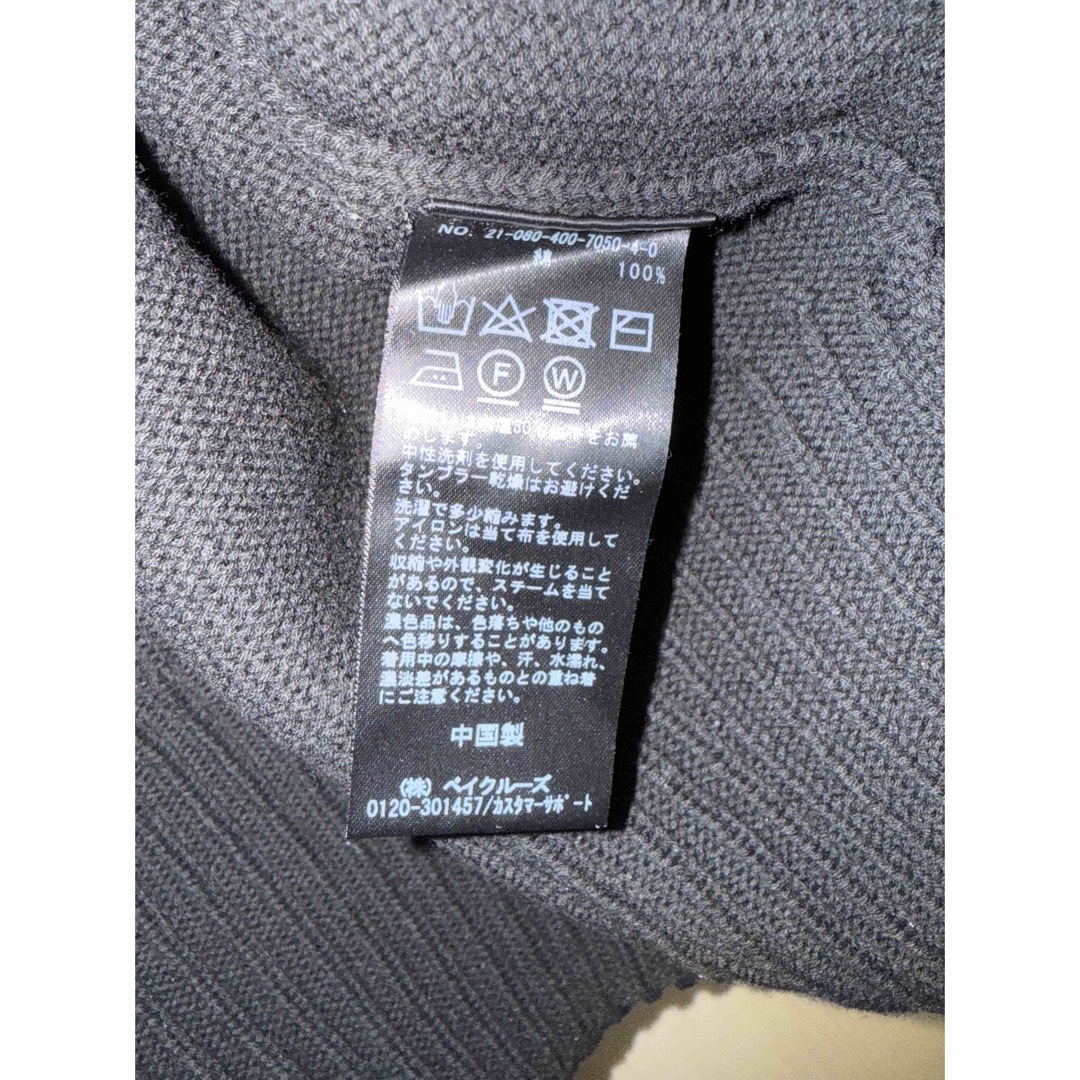 NO. 21-080-400-7050-4-0
綿 100%
F W
をお薦
めします。
中性洗剤を使用してください。
タンブラー乾燥はお避けくだ
さい。
洗濯で多少縮みます。
アイロンは当て布を使用して
ください。
収縮や外観変化が生じること
があるので、スチームを当て
ないでください。
濃色品は、色落ちや他のもの
へ色移りすることがあります。
着用中の摩擦や、汗、水濡れ、
濃淡差があるものとの重ね着
にご注意ください。
中国製
(株) ベイクルーズ
0120-301457/カスタマーサポート